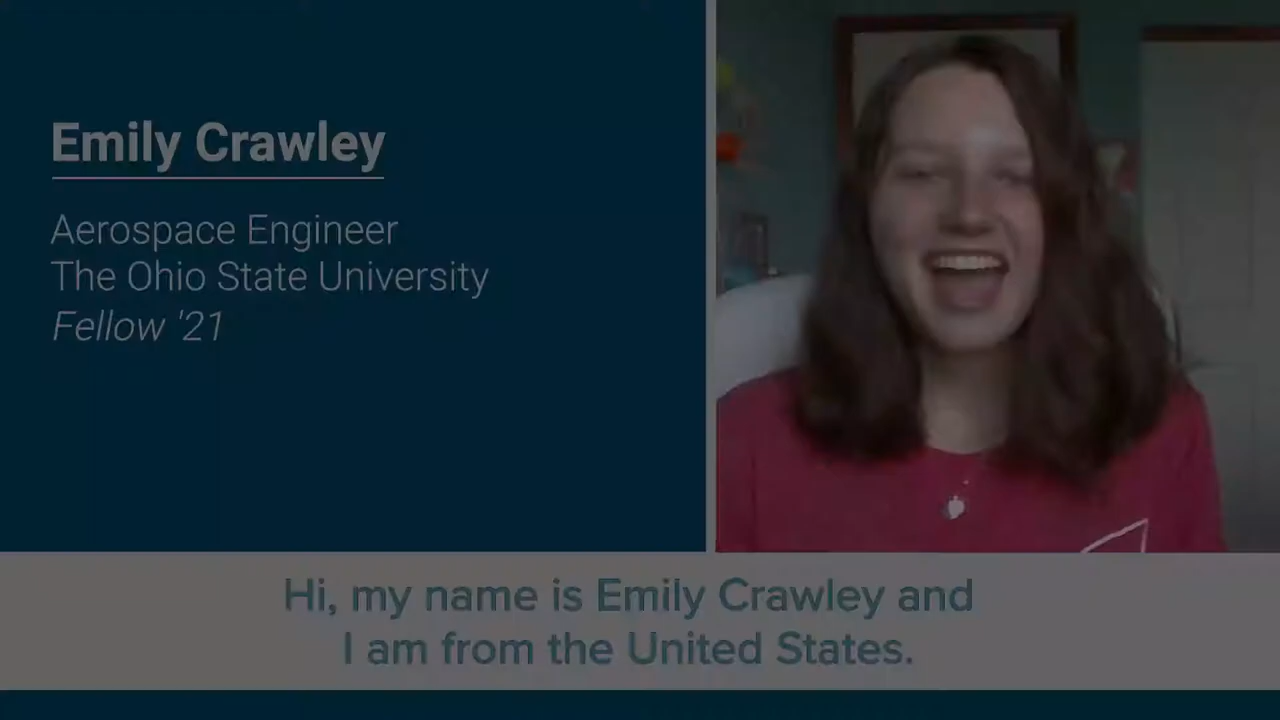 Emily Crawley
Aerospace Engineer
The Ohio State University
Fellow '21
Hi, my name is Emily Crawley and
I am from the United States.